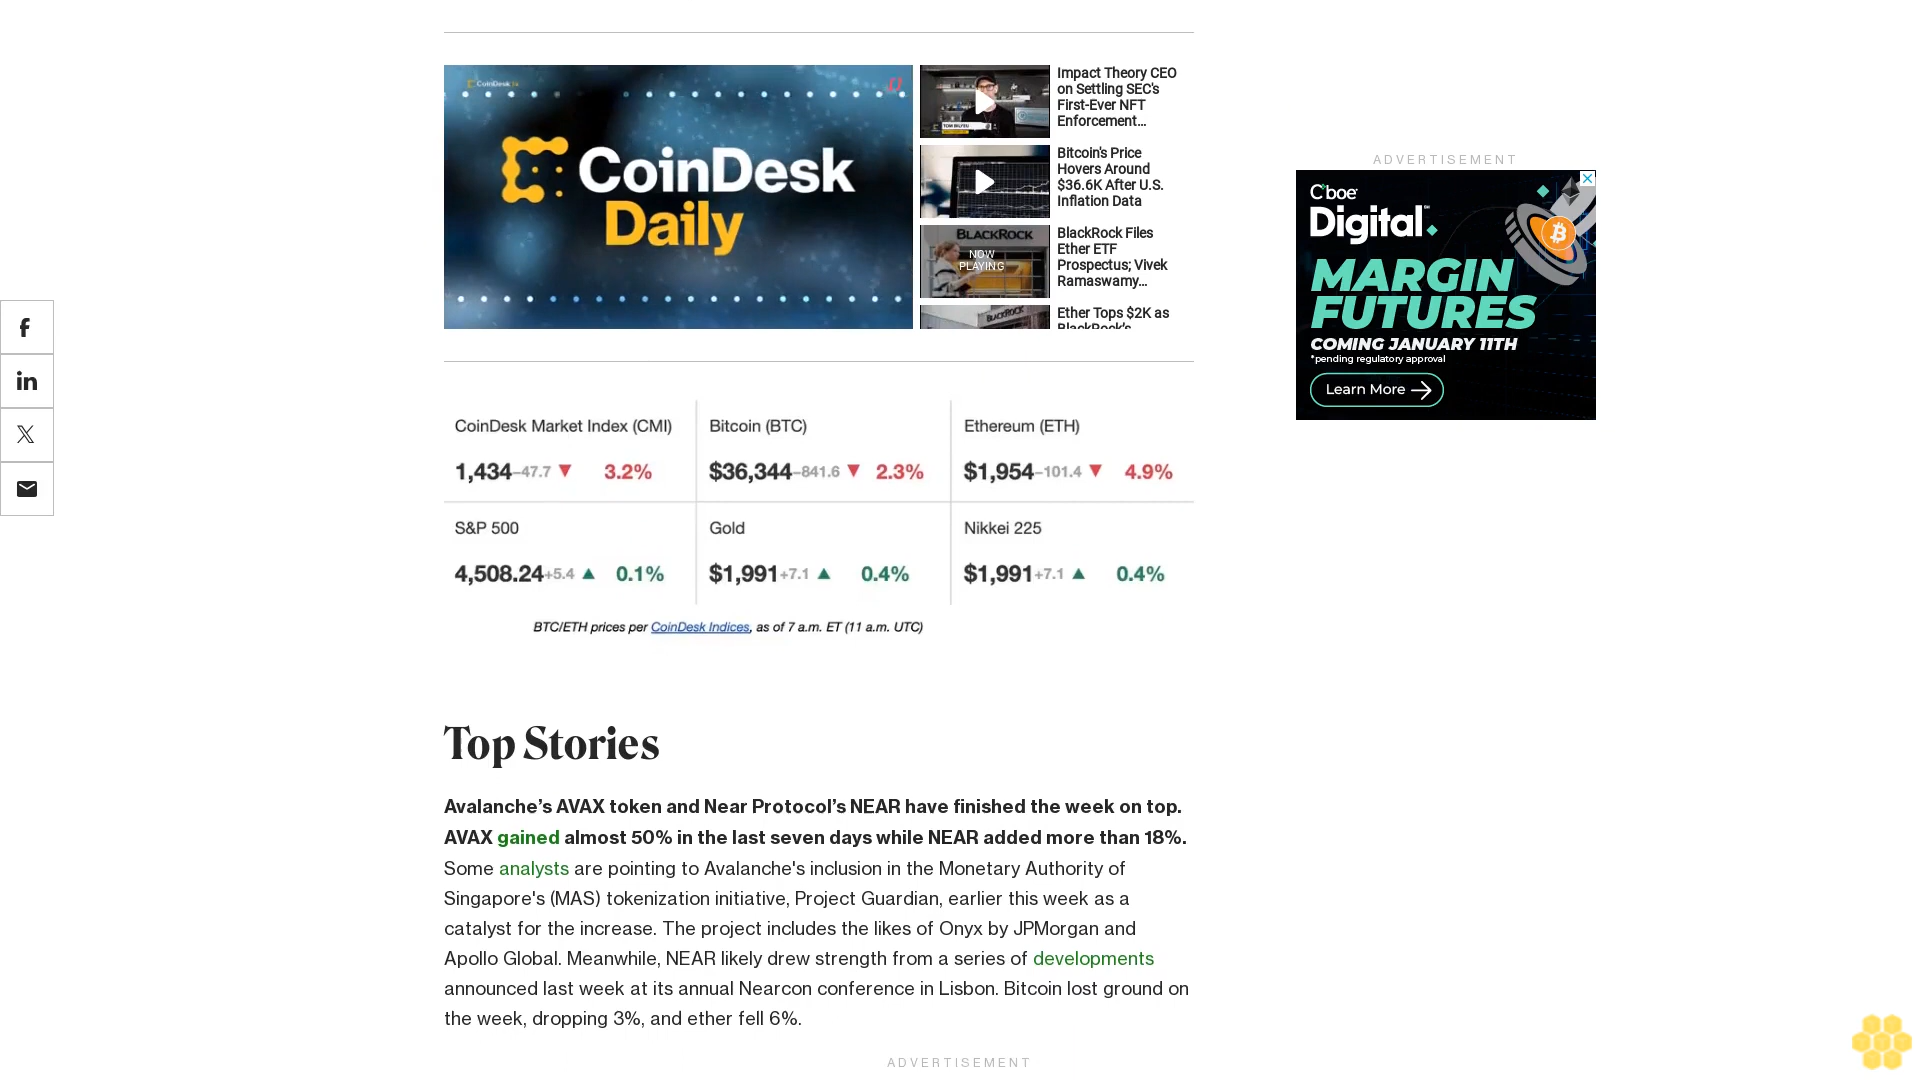 CoinDesk
CoinDesk
Daily
Impact Theory CEO
on Settling SEC's
First-Ever NFT
Enforcement...
Bitcoin's Price
Hovers Around
$36.6K After U.S.
Inflation Data
BLACKROCK
NOW
PLAYING
BlackRock Files
Ether ETF
Prospectus; Vivek
Ramaswamy...
BLACKROCK
Ether Tops $2K as
BlackRock's
ADVERTISEMENT
Cboe
Digital
MARGIN
FUTURES
COMING JANUARY 11TH
*pending regulatory approval
Learn More
CoinDesk Market Index (CMI)
1,434 −47.7 ▼ 3.2%
Bitcoin (BTC)
$36,344 −841.6 ▼ 2.3%
Ethereum (ETH)
$1,954 −101.4 ▼ 4.9%
S&P 500
4,508.24 +5.4 ▲ 0.1%
Gold
$1,991 +7.1 ▲ 0.4%
Nikkei 225
$1,991 +7.1 ▲ 0.4%
BTC/ETH prices per CoinDesk Indices, as of 7 a.m. ET (11 a.m. UTC)
Top Stories
Avalanche’s AVAX token and Near Protocol’s NEAR have finished the week on top.
AVAX gained almost 50% in the last seven days while NEAR added more than 18%.
Some analysts are pointing to Avalanche's inclusion in the Monetary Authority of
Singapore's (MAS) tokenization initiative, Project Guardian, earlier this week as a
catalyst for the increase. The project includes the likes of Onyx by JPMorgan and
Apollo Global. Meanwhile, NEAR likely drew strength from a series of developments
announced last week at its annual Nearcon conference in Lisbon. Bitcoin lost ground on
the week, dropping 3%, and ether fell 6%.
ADVERTISEMENT